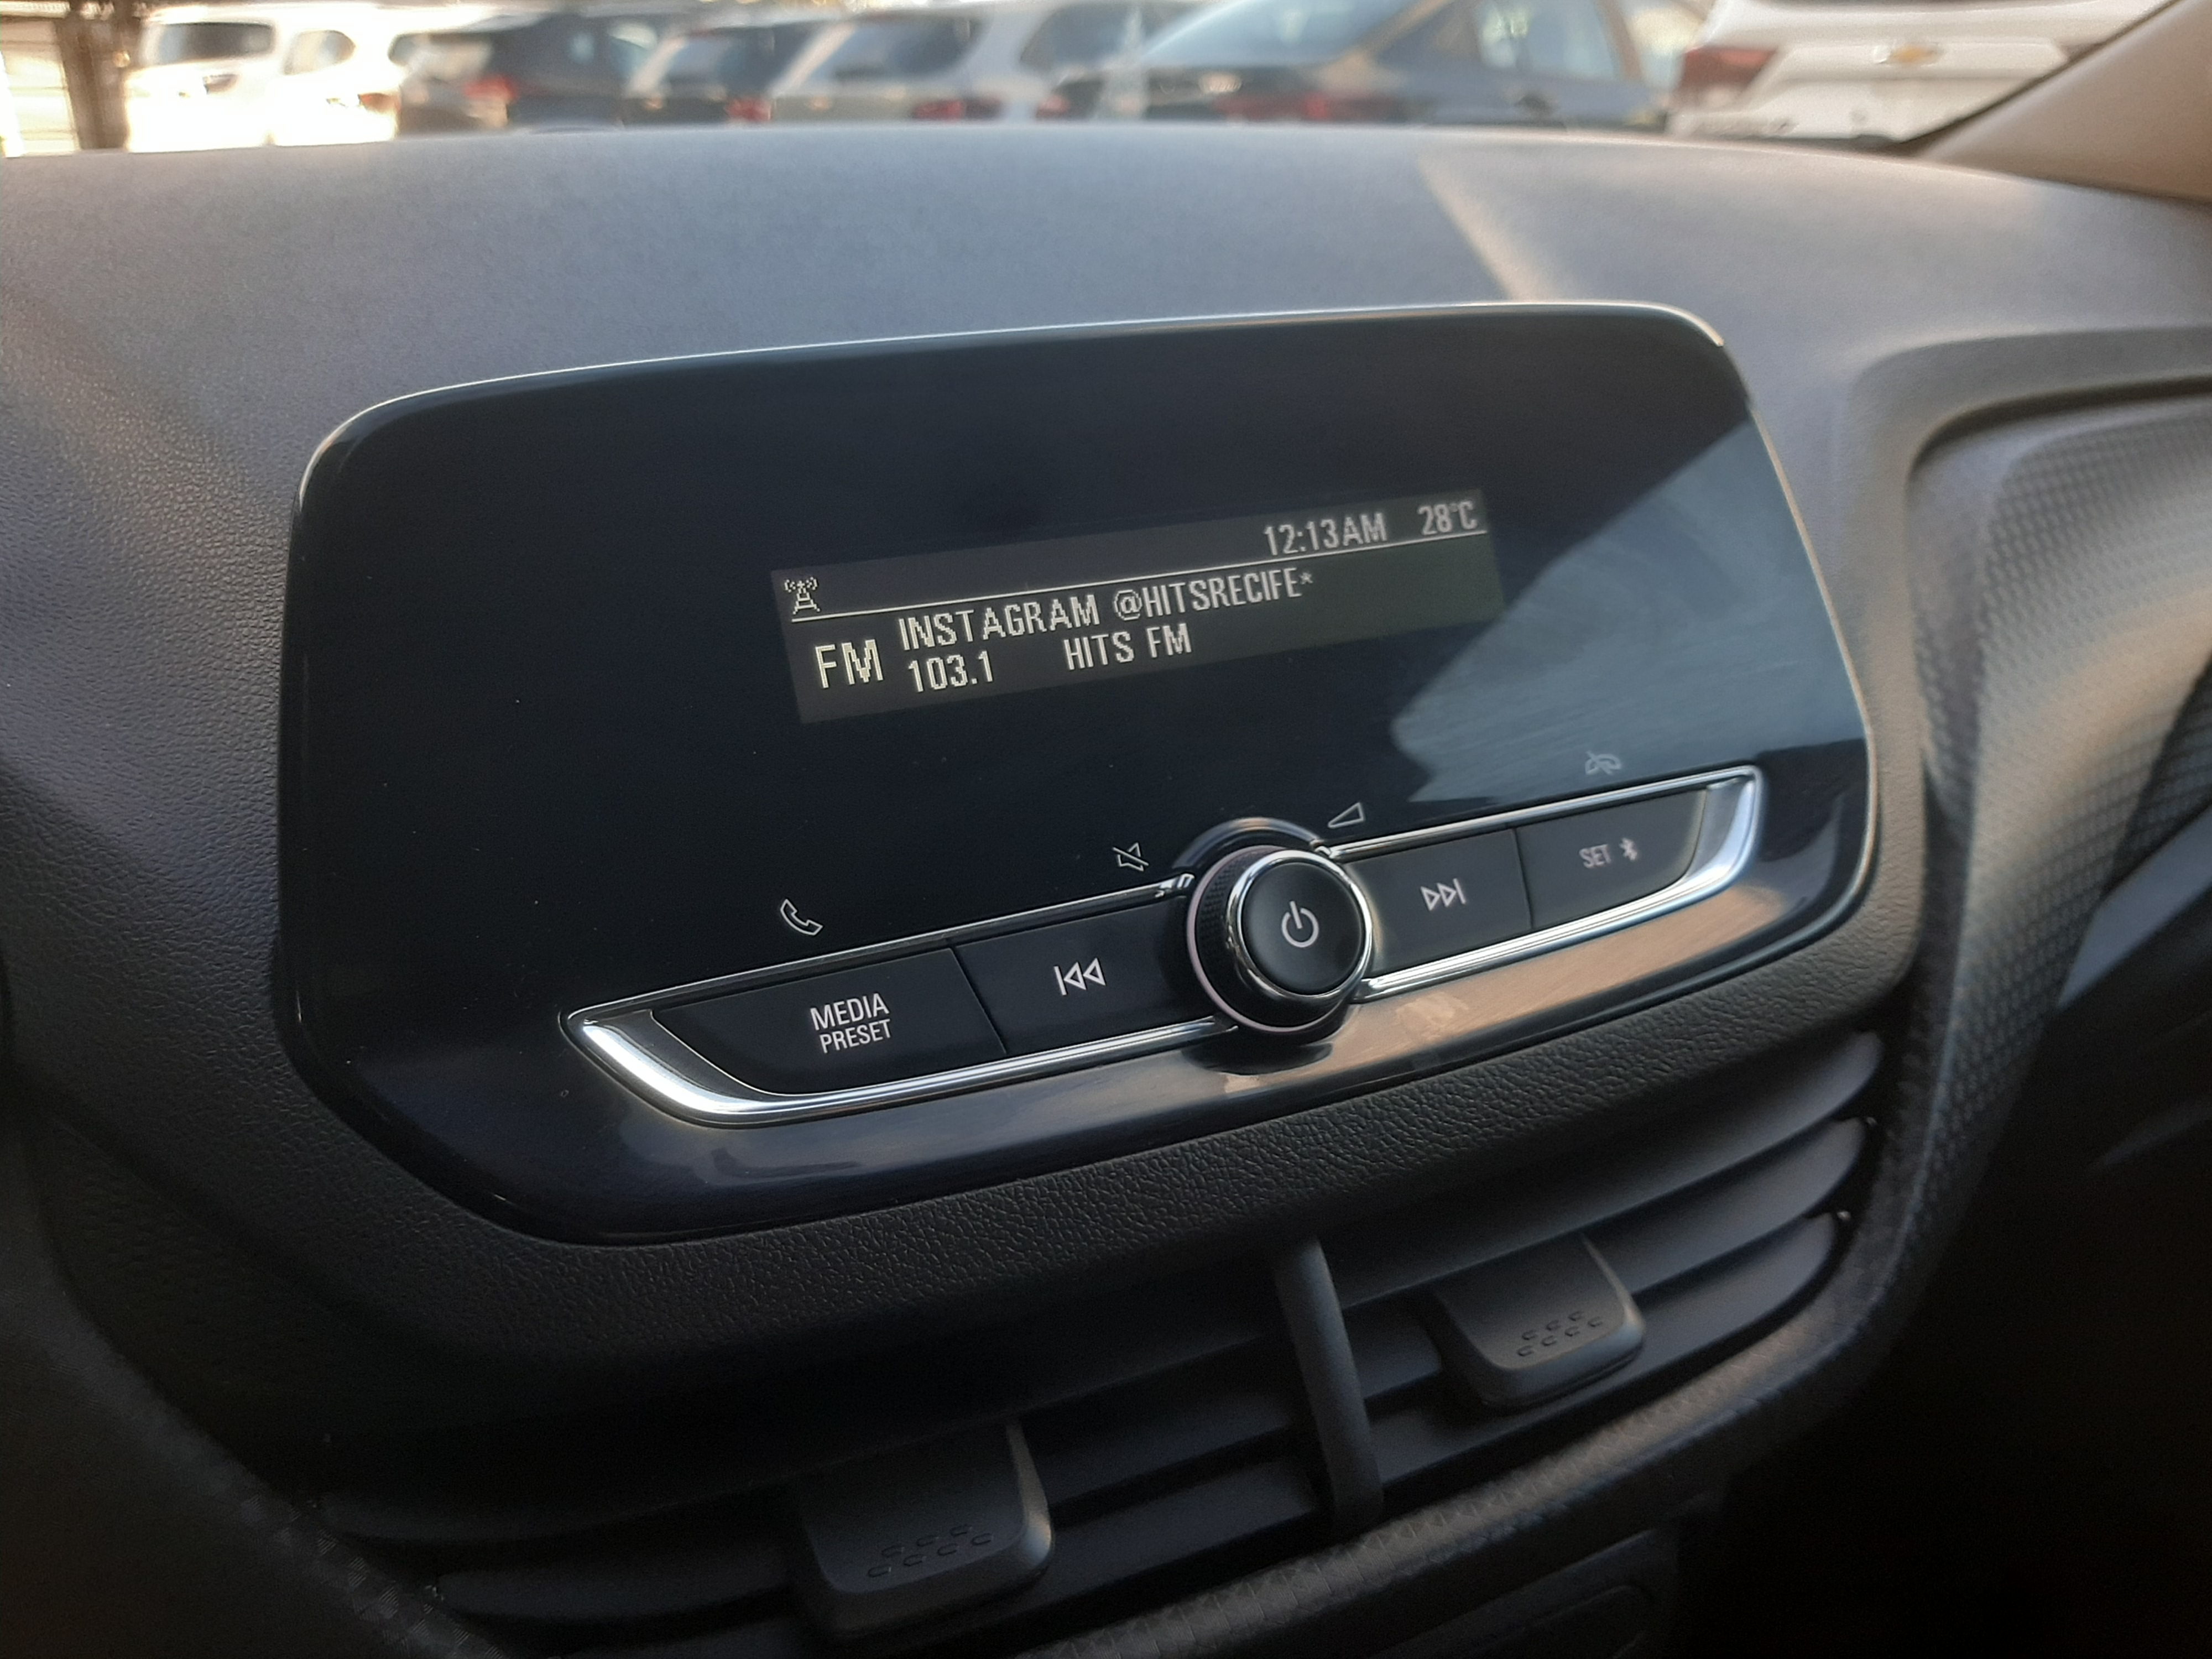 12:13AM 28°C
INSTAGRAM @HITSRECIFE*
FM 103.1 HITS FM
MEDIA
PRESET
SET